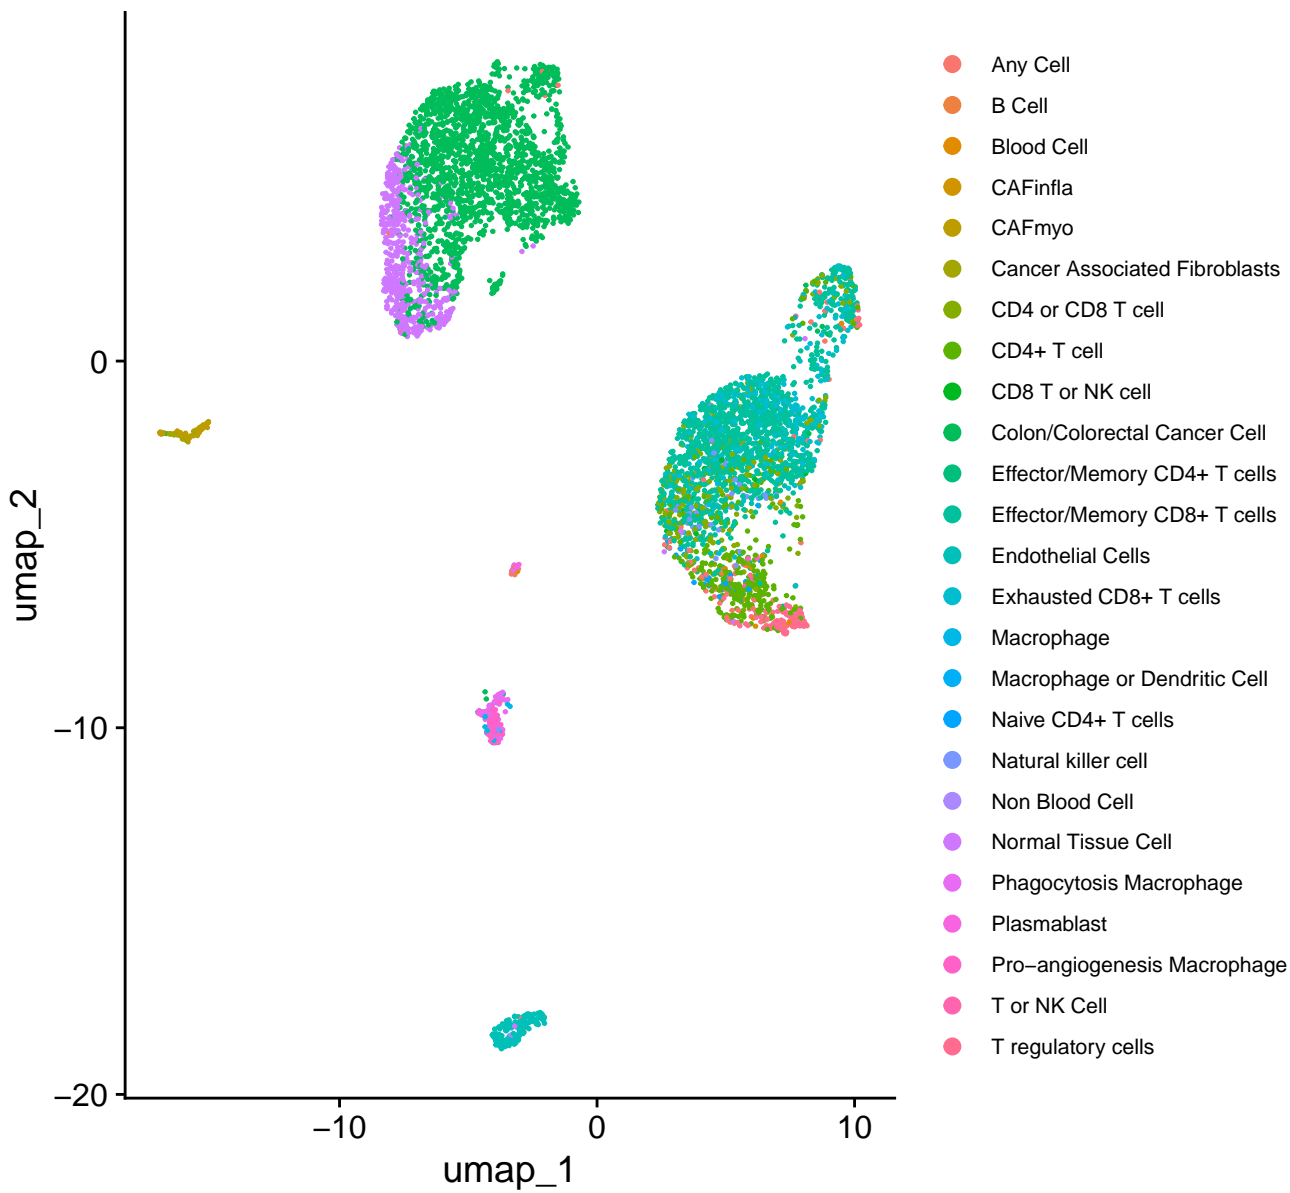 umap_2
0
−10
−20
−10
0
10
umap_1
Any Cell
B Cell
Blood Cell
CAFinfla
CAFmyo
Cancer Associated Fibroblasts
CD4 or CD8 T cell
CD4+ T cell
CD8 T or NK cell
Colon/Colorectal Cancer Cell
Effector/Memory CD4+ T cells
Effector/Memory CD8+ T cells
Endothelial Cells
Exhausted CD8+ T cells
Macrophage
Macrophage or Dendritic Cell
Naive CD4+ T cells
Natural killer cell
Non Blood Cell
Normal Tissue Cell
Phagocytosis Macrophage
Plasmablast
Pro−angiogenesis Macrophage
T or NK Cell
T regulatory cells